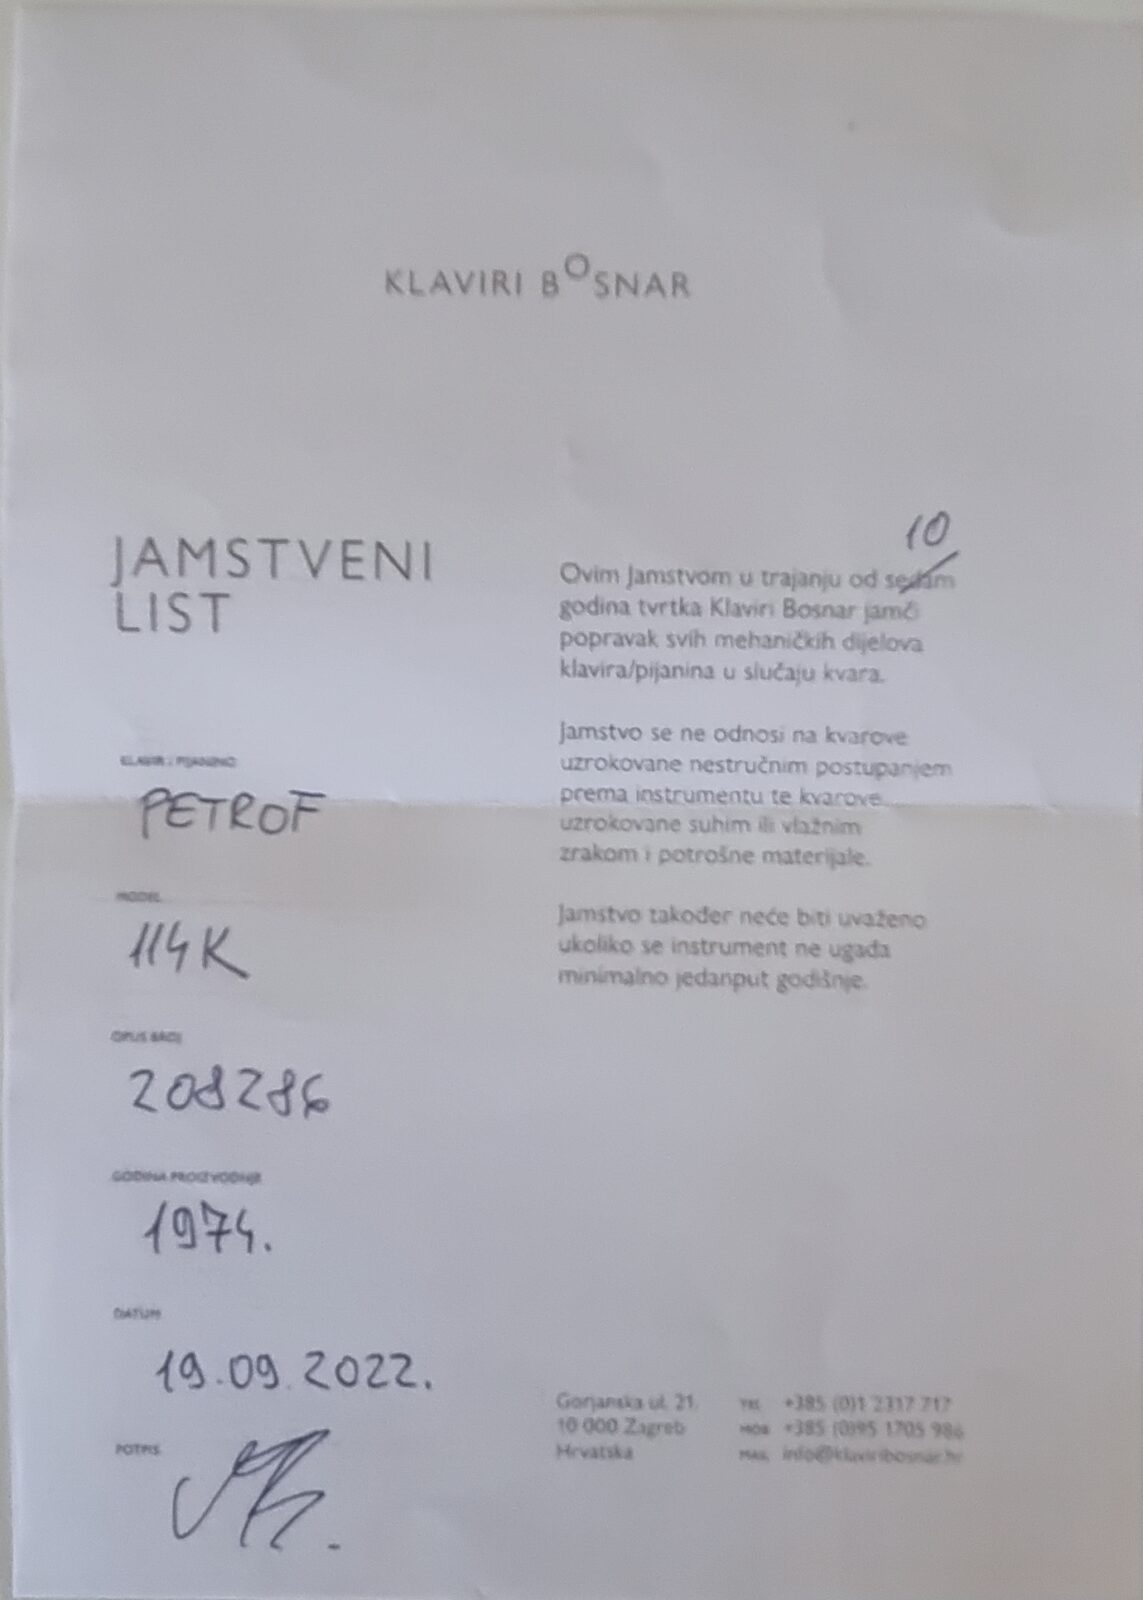 KLAVIRI BOSNAR
JAMSTVENI
LIST
10
Ovim Jamstvom u trajanju od sedam
godina tvrtka Klaviri Bosnar jamči
popravak svih mehaničkih dijelova
klavira/pijanina u slučaju kvara.
Jamstvo se ne odnosi na kvarove
uzrokovane nestručnim postupanjem
prema instrumentu te kvarove
uzrokovane suhim ili vlažnim
zrakom i potrošne materijale.
Jamstvo također neće biti uvaženo
ukoliko se instrument ne ugađa
minimalno jedanput godišnje.
KLAVIR / PIJANINO
PETROF
MODEL
114K
OPUS BROJ
208286
GODINA PROIZVODNJE
1974.
DATUM
19.09.2022.
POTPIS
Gorjanska ul. 21,
10 000 Zagreb
Hrvatska
TEL +385 (0)1 2317 717
MOB +385 (0)95 1705 986
MAIL info@klaviribosnar.hr